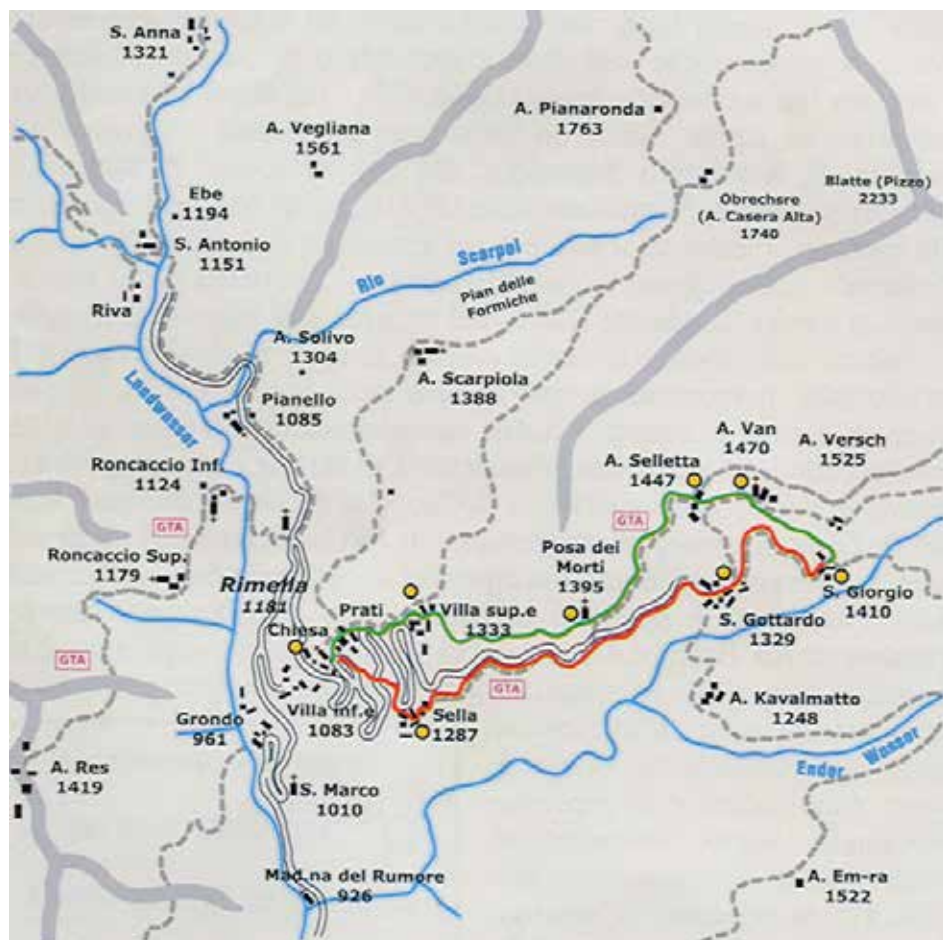 S. Anna
1321
A. Pianaronda
1763
A. Vegliana
1561
Blatte (Pizzo)
2233
Ebe
1194
Obrechsre
(A. Casera Alta)
1740
S. Antonio
1151
Rio Scarpel
Pian delle
Formiche
Riva
A. Solivo
1304
A. Scarpiola
1388
Landwasser
Pianello
1085
A. Van
1470
A. Versch
1525
A. Selletta
1447
Roncaccio Inf.
1124
GTA
GTA
Posa dei
Morti
1395
Roncaccio Sup.
1179
Rimella
1181
Prati
Villa sup.e
1333
S. Giorgio
1410
S. Gottardo
1329
Chiesa
GTA
GTA
Villa inf.e
1083
Sella
1287
A. Kavalmatto
1248
Grondo
961
Ender Wasser
A. Res
1419
S. Marco
1010
Mad.na del Rumore
926
A. Em-ra
1522